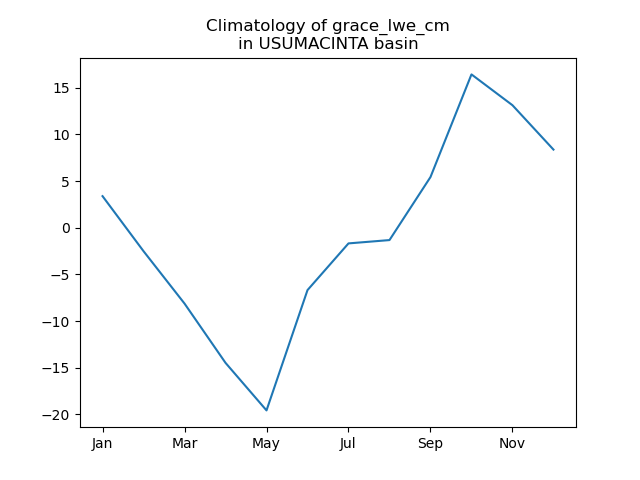 Climatology of grace_lwe_cm
in USUMACINTA basin
15
10
5
0
−5
−10
−15
−20
Jan
Mar
May
Jul
Sep
Nov